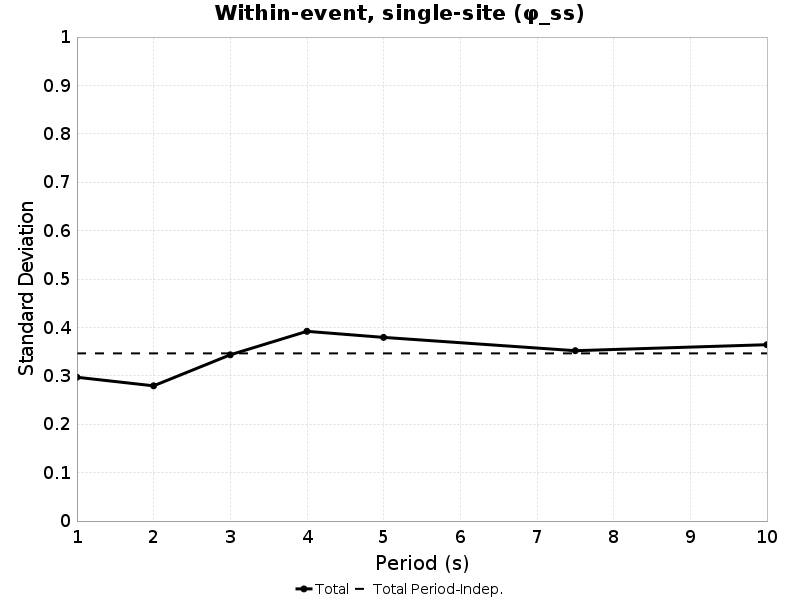 Within-event, single-site (φ_ss)
1
0.9
0.8
0.7
0.6
0.5
0.4
0.3
0.2
0.1
0
Standard Deviation
1 2 3 4 5 6 7 8 9 10
Period (s)
Total Total Period-Indep.